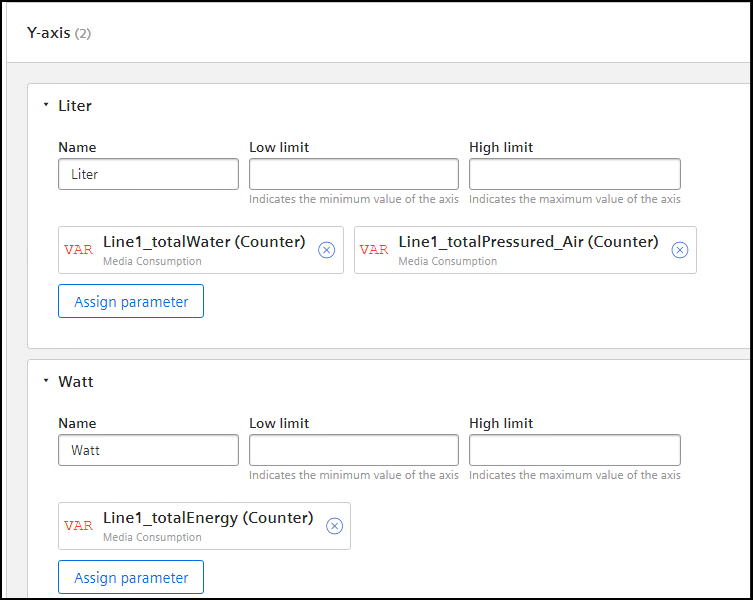 Y-axis (2)
Liter
Name Low limit High limit
Liter
Indicates the minimum value of the axis Indicates the maximum value of the axis
VAR Line1_totalWater (Counter) VAR Line1_totalPressured_Air (Counter)
Media Consumption Media Consumption
Assign parameter
Watt
Name Low limit High limit
Watt
Indicates the minimum value of the axis Indicates the maximum value of the axis
VAR Line1_totalEnergy (Counter)
Media Consumption
Assign parameter